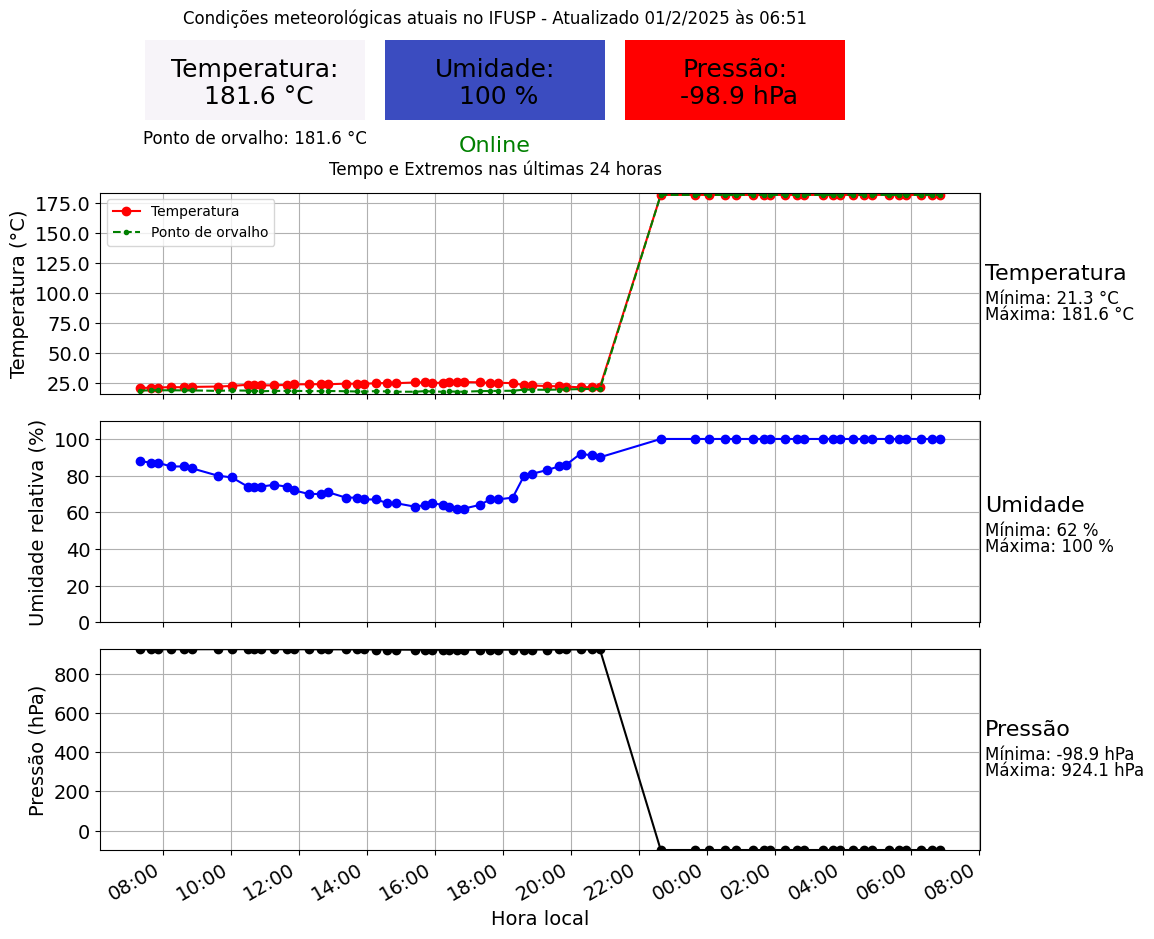 Condições meteorológicas atuais no IFUSP - Atualizado 01/2/2025 às 06:51
Temperatura:
181.6 °C
Umidade:
100 %
Pressão:
-98.9 hPa
Ponto de orvalho: 181.6 °C
Online
Tempo e Extremos nas últimas 24 horas
Temperatura (°C)
175.0
150.0
125.0
100.0
75.0
50.0
25.0
Temperatura
Ponto de orvalho
Temperatura
Mínima: 21.3 °C
Máxima: 181.6 °C
Umidade relativa (%)
100
80
60
40
20
0
Umidade
Mínima: 62 %
Máxima: 100 %
Pressão (hPa)
800
600
400
200
0
Pressão
Mínima: -98.9 hPa
Máxima: 924.1 hPa
08:00 10:00 12:00 14:00 16:00 18:00 20:00 22:00 00:00 02:00 04:00 06:00 08:00
Hora local